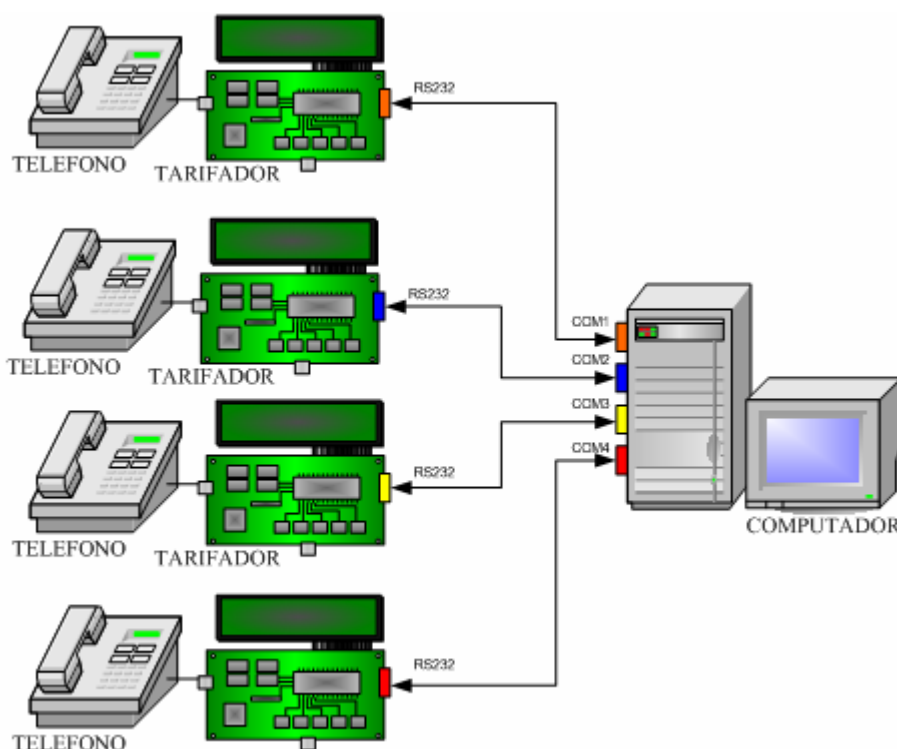 RS232
TELEFONO
TARIFADOR
RS232
TELEFONO
TARIFADOR
COM1
COM2
COM3
COM4
RS232
TELEFONO
TARIFADOR
COMPUTADOR
RS232
TELEFONO